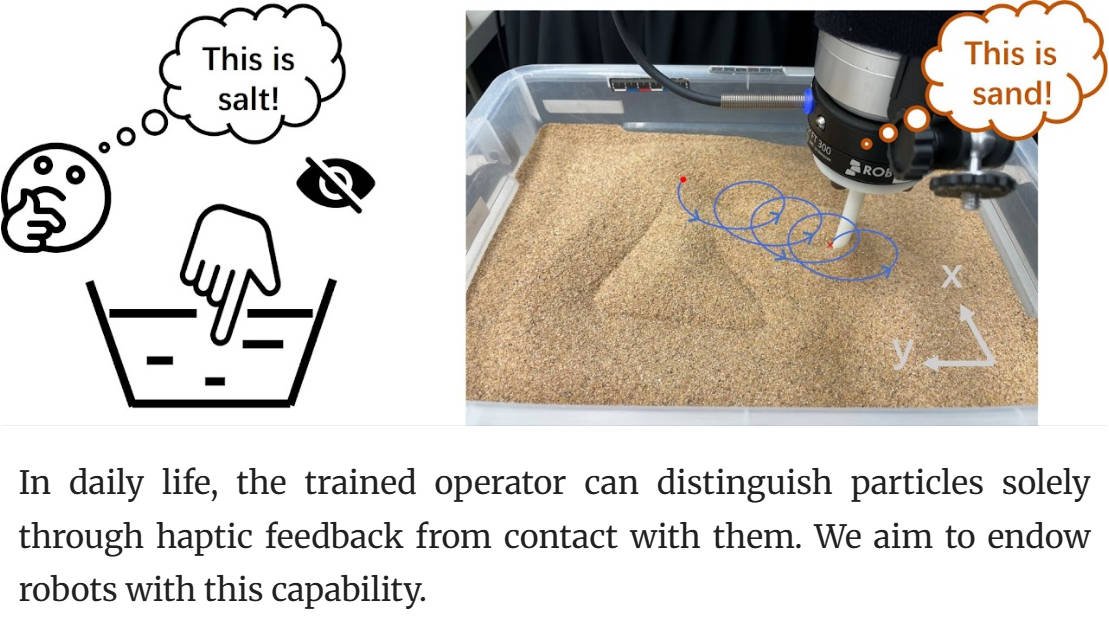 This is
salt!
This is
sand!
FT 300
ROB
x
y
In daily life, the trained operator can distinguish particles solely
through haptic feedback from contact with them. We aim to endow
robots with this capability.